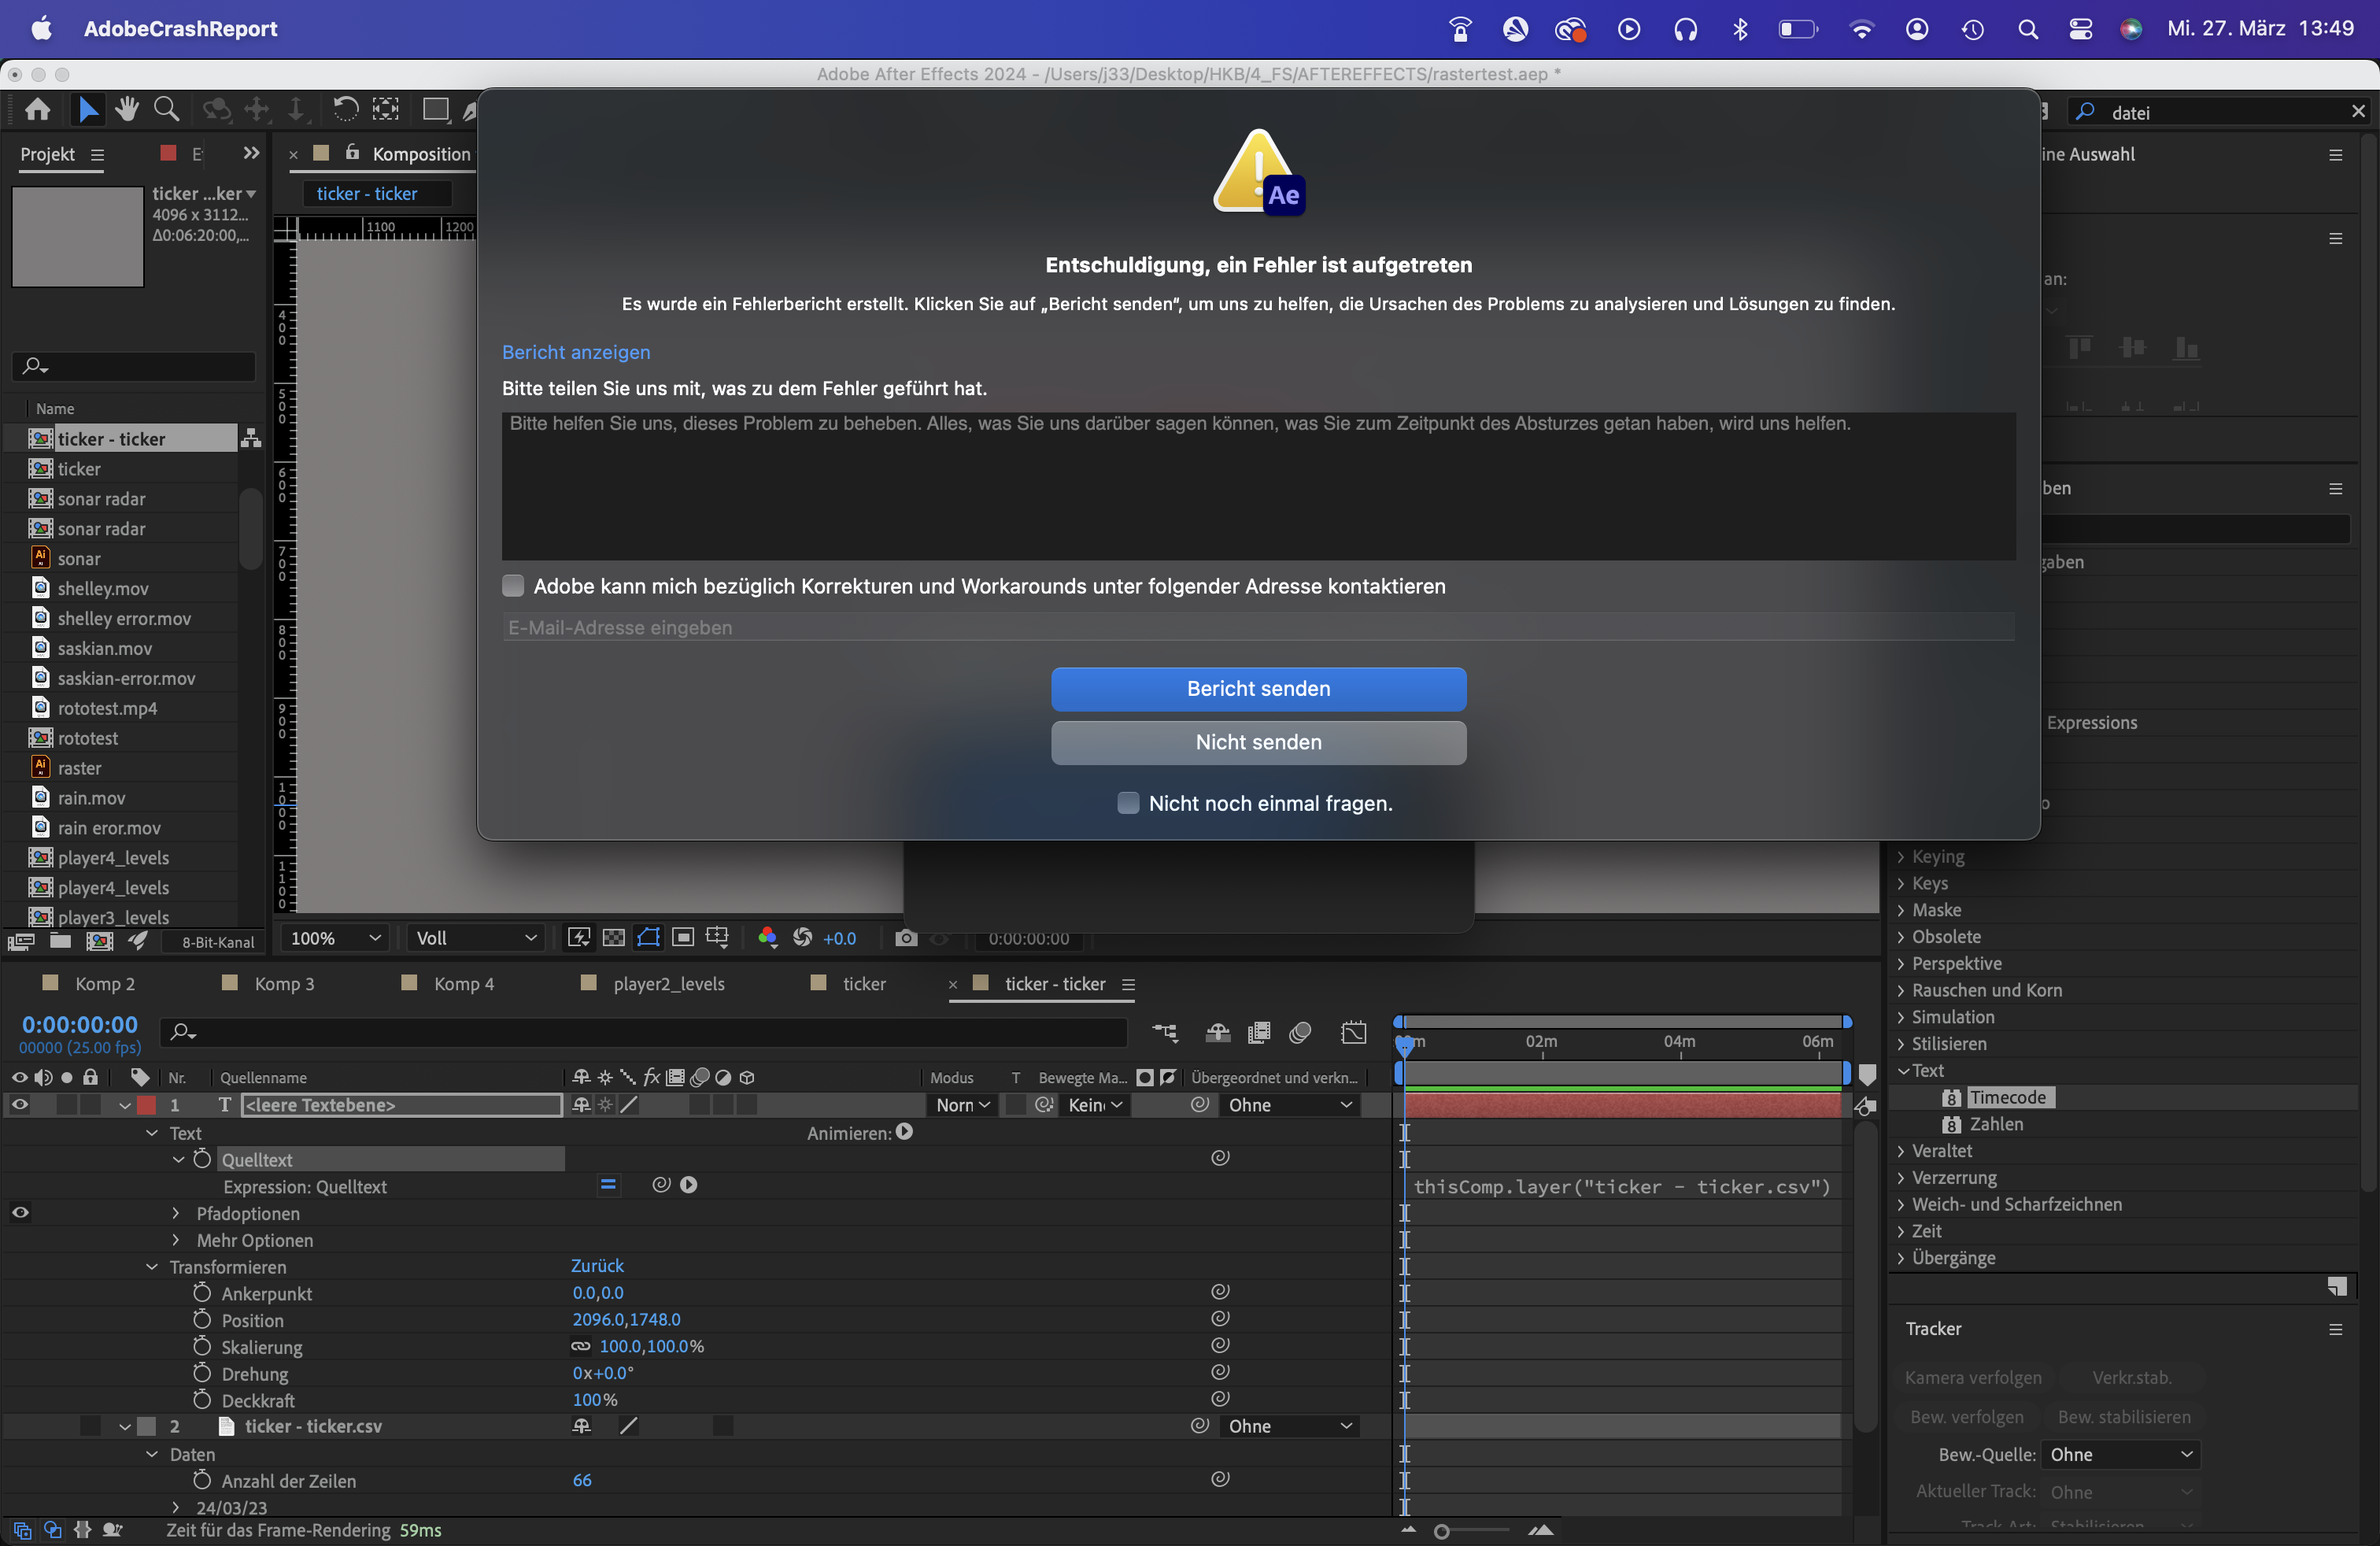 AdobeCrashReport
Mi. 27. März 13:49
Adobe After Effects 2024 - /Users/j33/Desktop/HKB/4_FS/AFTEREFFECTS/rastertest.aep *
datei
Projekt
Komposition
ine Auswahl
ticker ...ker
4096 x 3112...
Δ0:06:20:00,...
ticker - ticker
1100
1200
Ae
Entschuldigung, ein Fehler ist aufgetreten
Es wurde ein Fehlerbericht erstellt. Klicken Sie auf „Bericht senden“, um uns zu helfen, die Ursachen des Problems zu analysieren und Lösungen zu finden.
Bericht anzeigen
Bitte teilen Sie uns mit, was zu dem Fehler geführt hat.
Bitte helfen Sie uns, dieses Problem zu beheben. Alles, was Sie uns darüber sagen können, was Sie zum Zeitpunkt des Absturzes getan haben, wird uns helfen.
Adobe kann mich bezüglich Korrekturen und Workarounds unter folgender Adresse kontaktieren
E-Mail-Adresse eingeben
Bericht senden
Nicht senden
Nicht noch einmal fragen.
an:
ben
gaben
Expressions
o
Name
ticker - ticker
ticker
sonar radar
sonar radar
sonar
shelley.mov
shelley error.mov
saskian.mov
saskian-error.mov
rototest.mp4
rototest
raster
rain.mov
rain eror.mov
player4_levels
player4_levels
player3_levels
8-Bit-Kanal
400
500
600
700
800
900
1000
1100
100%
Voll
+0.0
0:00:00:00
Keying
Keys
Maske
Obsolete
Perspektive
Rauschen und Korn
Simulation
Stilisieren
Text
Timecode
Zahlen
Veraltet
Verzerrung
Weich- und Scharfzeichnen
Zeit
Übergänge
Komp 2
Komp 3
Komp 4
player2_levels
ticker
ticker - ticker
0:00:00:00
00000 (25.00 fps)
02m
04m
06m
Nr.
Quellenname
Modus
T
Bewegte Ma...
Übergeordnet und verkn...
1
T
<leere Textebene>
Norn
Ohne
Text
Animieren:
Quelltext
Expression: Quelltext
thisComp.layer("ticker - ticker.csv")
Pfadoptionen
Mehr Optionen
Transformieren
Zurück
Ankerpunkt
0.0,0.0
Position
2096.0,1748.0
Skalierung
100.0,100.0%
Drehung
0x+0.0°
Deckkraft
100%
2
ticker - ticker.csv
Ohne
Daten
Anzahl der Zeilen
66
24/03/23
Zeit für das Frame-Rendering 59ms
Tracker
Kamera verfolgen
Verkr.stab.
Bew. verfolgen
Bew. stabilisieren
Bew.-Quelle: Ohne
Aktueller Track: Ohne